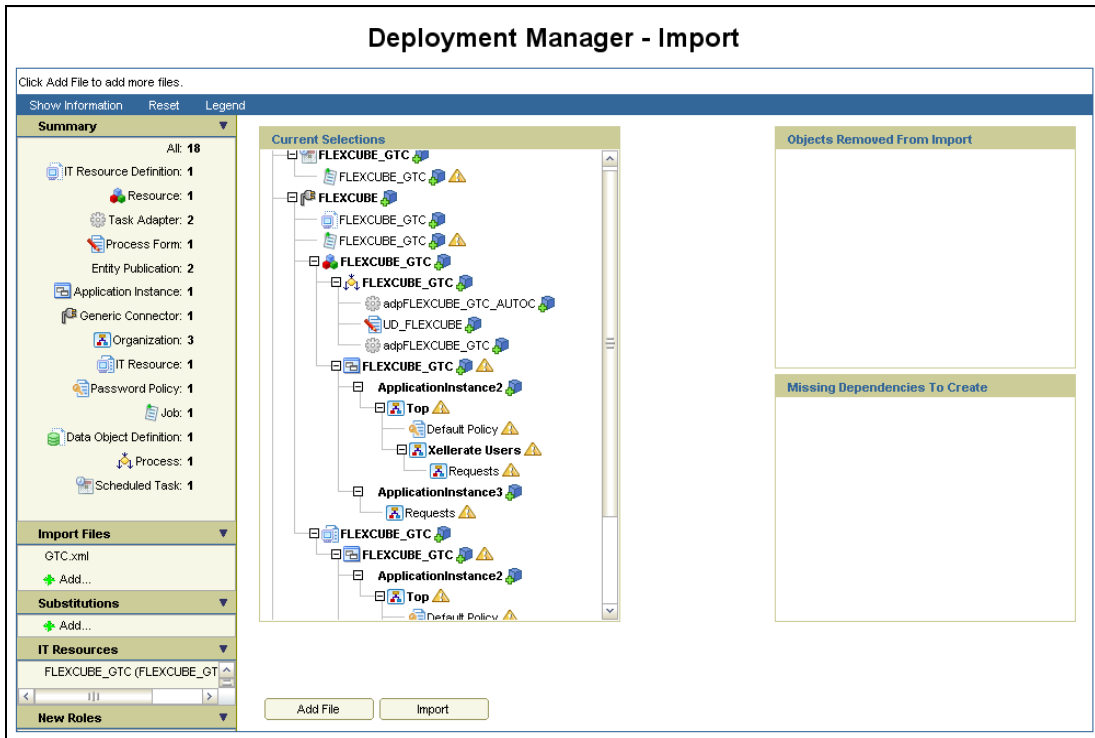 Deployment Manager - Import
Click Add File to add more files.
Show Information Reset Legend
Summary
All: 18
IT Resource Definition: 1
Resource: 1
Task Adapter: 2
Process Form: 1
Entity Publication: 2
Application Instance: 1
Generic Connector: 1
Organization: 3
IT Resource: 1
Password Policy: 1
Job: 1
Data Object Definition: 1
Process: 1
Scheduled Task: 1
Import Files
GTC.xml
Add...
Substitutions
Add...
IT Resources
FLEXCUBE_GTC (FLEXCUBE_GT
New Roles
Current Selections
FLEXCUBE_GTC
FLEXCUBE_GTC
FLEXCUBE
FLEXCUBE_GTC
FLEXCUBE_GTC
FLEXCUBE_GTC
FLEXCUBE_GTC
adpFLEXCUBE_GTC_AUTOC
UD_FLEXCUBE
adpFLEXCUBE_GTC
FLEXCUBE_GTC
ApplicationInstance2
Top
Default Policy
Xellerate Users
Requests
ApplicationInstance3
Requests
FLEXCUBE_GTC
FLEXCUBE_GTC
ApplicationInstance2
Top
Default Policy
Add File
Import
Objects Removed From Import
Missing Dependencies To Create